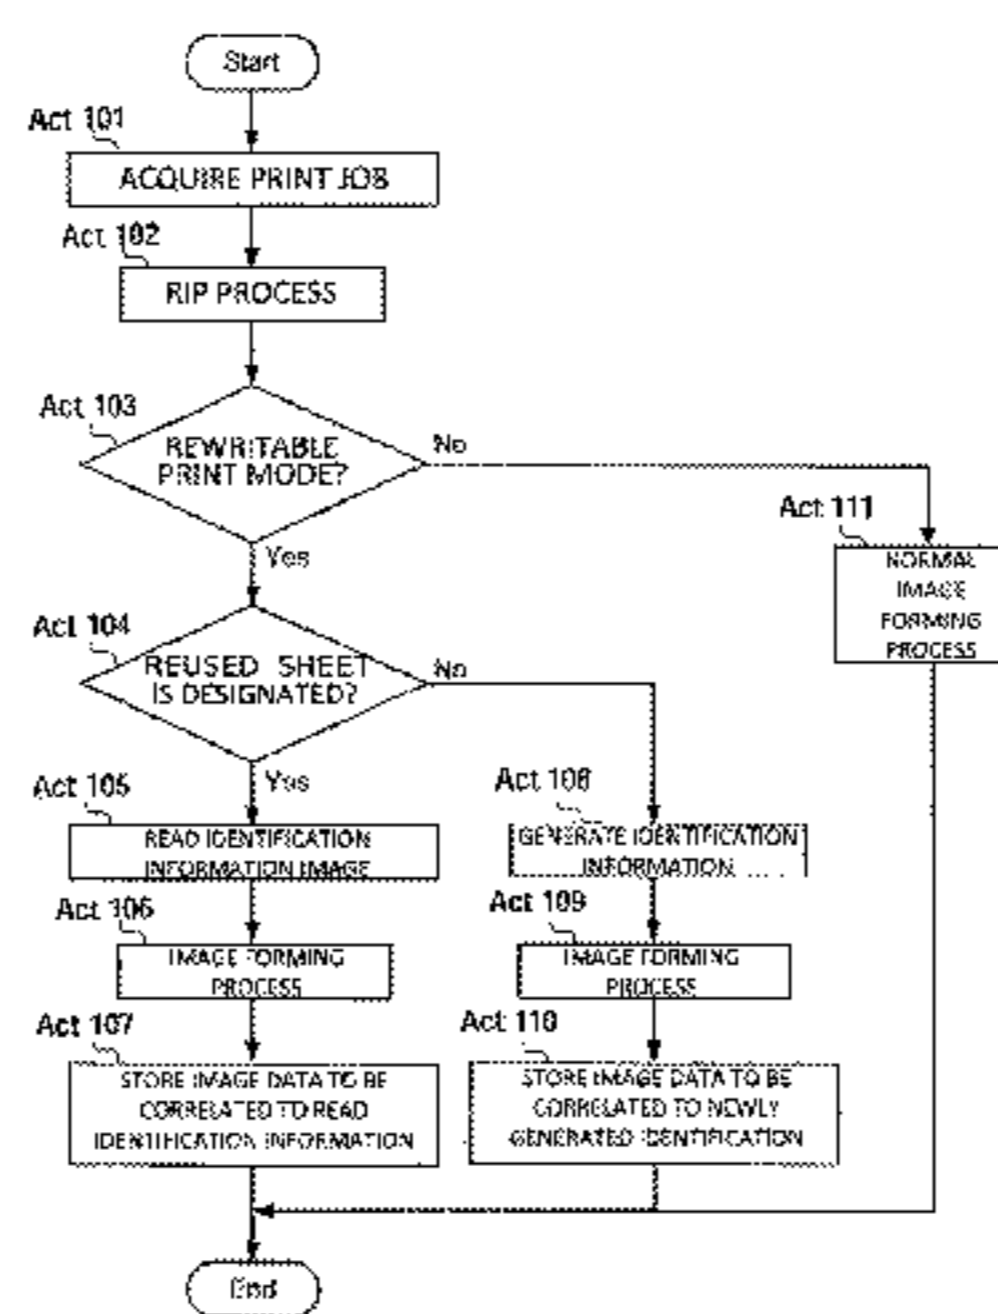 Start
Act 101
ACQUIRE PRINT JOB
Act 102
RIP PROCESS
Act 103
REWRITABLE
PRINT MODE?
No
Yes
Act 111
NORMAL
IMAGE
FORMING
PROCESS
Act 104
REUSED SHEET
IS DESIGNATED?
No
Yes
Act 105
READ IDENTIFICATION
INFORMATION IMAGE
Act 108
GENERATE IDENTIFICATION
INFORMATION
Act 106
IMAGE FORMING
PROCESS
Act 109
IMAGE FORMING
PROCESS
Act 107
STORE IMAGE DATA TO BE
CORRELATED TO READ
IDENTIFICATION INFORMATION
Act 110
STORE IMAGE DATA TO BE
CORRELATED TO NEWLY
GENERATED IDENTIFICATION
End